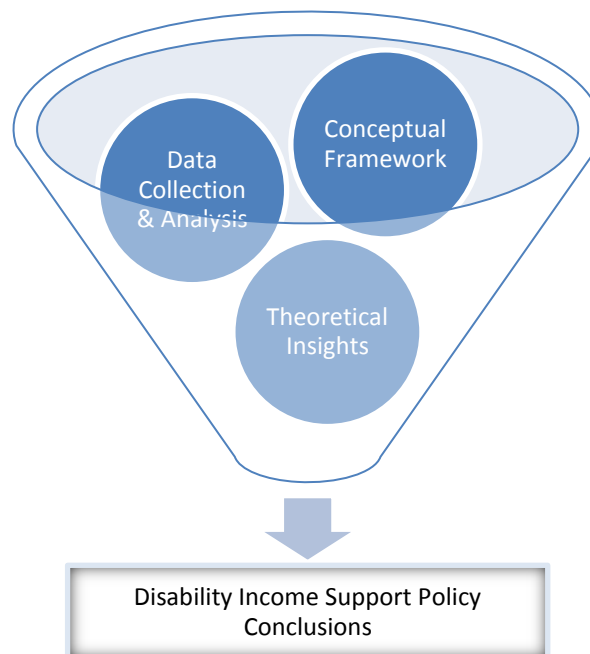 Conceptual
Framework
Data
Collection
& Analysis
Theoretical
Insights
Disability Income Support Policy
Conclusions